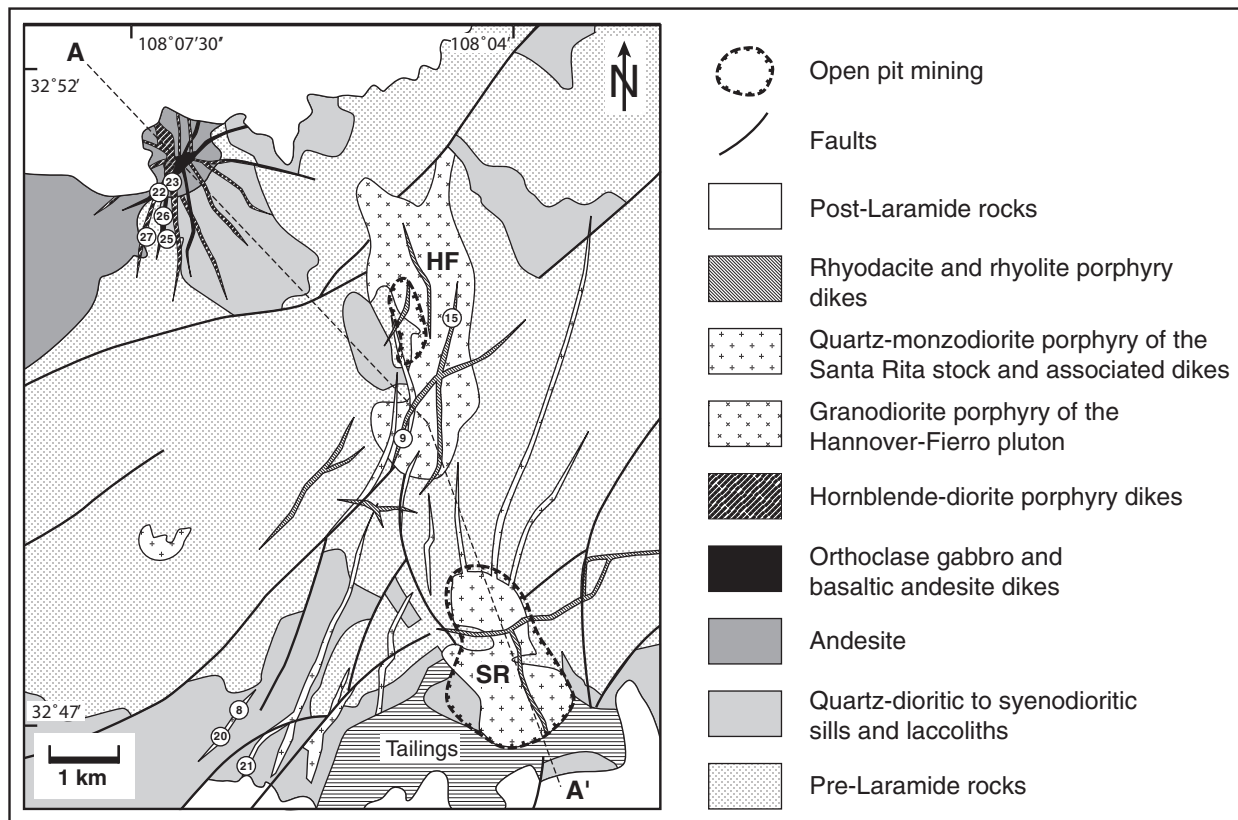 A
108°07'30"
108°04'
N
32°52'
23
22
26
27
25
HF
15
9
SR
32°47'
8
20
21
Tailings
1 km
A'
Open pit mining
Faults
Post-Laramide rocks
Rhyodacite and rhyolite porphyry
dikes
Quartz-monzodiorite porphyry of the
Santa Rita stock and associated dikes
Granodiorite porphyry of the
Hannover-Fierro pluton
Hornblende-diorite porphyry dikes
Orthoclase gabbro and
basaltic andesite dikes
Andesite
Quartz-dioritic to syenodioritic
sills and laccoliths
Pre-Laramide rocks